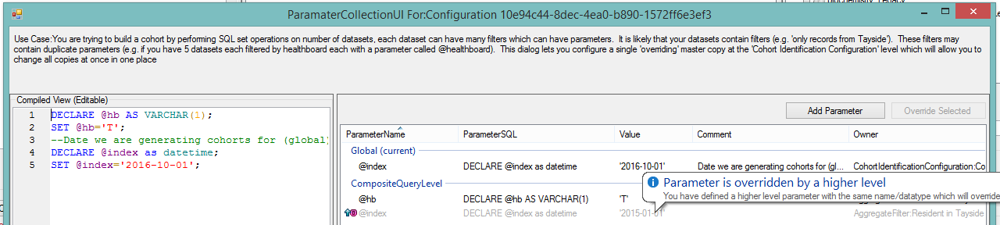 ParamaterCollectionUI For:Configuration 10e94c44-8dec-4ea0-b890-1572ff6e3ef3
Use Case:You are trying to build a cohort by performing SQL set operations on number of datasets, each dataset can have many filters which can have parameters. It is likely that your datasets contain filters (e.g. 'only records from Tayside'). These filters may
contain duplicate parameters (e.g. if you have 5 datasets each filtered by healthboard each with a parameter called @healthboard). This dialog lets you configure a single 'overriding' master copy at the 'Cohort Identification Configuration' level which will allow you to
change all copies at once in one place
Compiled View (Editable)
1 DECLARE @hb AS VARCHAR(1);
2 SET @hb='T';
3 --Date we are generating cohorts for (global)
4 DECLARE @index as datetime;
5 SET @index='2016-10-01';
Add Parameter Override Selected
ParameterName ParameterSQL Value Comment Owner
Global (current)
@index DECLARE @index as datetime '2016-10-01' Date we are generating cohorts for (gl... CohortIdentificationConfiguration:Co
CompositeQueryLevel
Parameter is overridden by a higher level
@hb DECLARE @hb AS VARCHAR(1) 'T'
You have defined a higher level parameter with the same name/datatype which will override
@index DECLARE @index as datetime '2015-01-01' AggregateFilter:Resident in Tayside